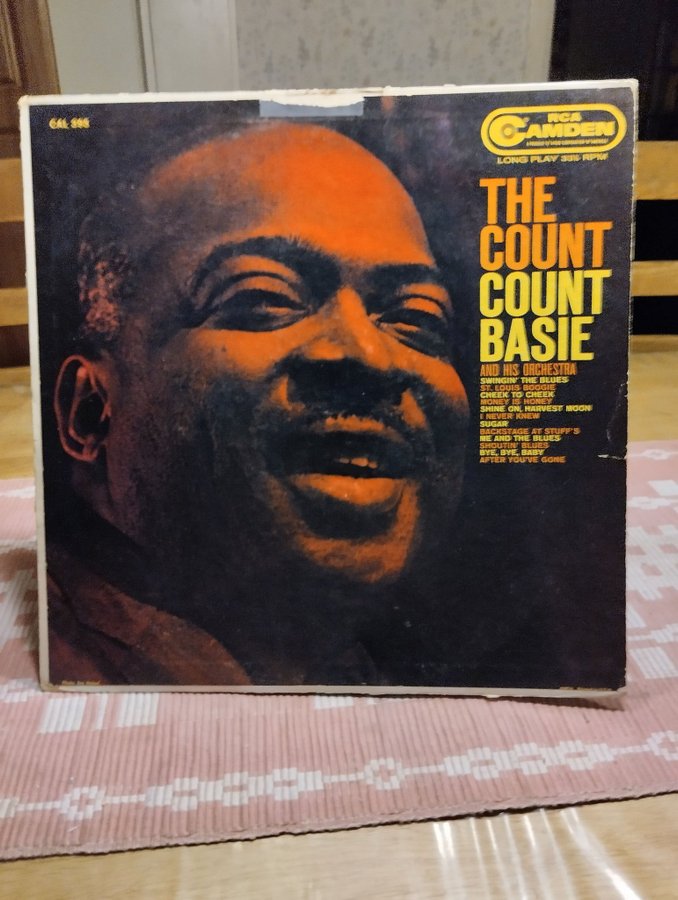 CAL 395
RCA
CAMDEN
LONG PLAY 33⅓ RPM
THE
COUNT
COUNT
BASIE
AND HIS ORCHESTRA
SWINGIN' THE BLUES
ST. LOUIS BOOGIE
CHEEK TO CHEEK
MONEY IS HONEY
SHINE ON, HARVEST MOON
I NEVER KNEW
SUGAR
BACKSTAGE AT STUFF'S
ME AND THE BLUES
SHOUTIN' BLUES
BYE, BYE, BABY
AFTER YOU'VE GONE